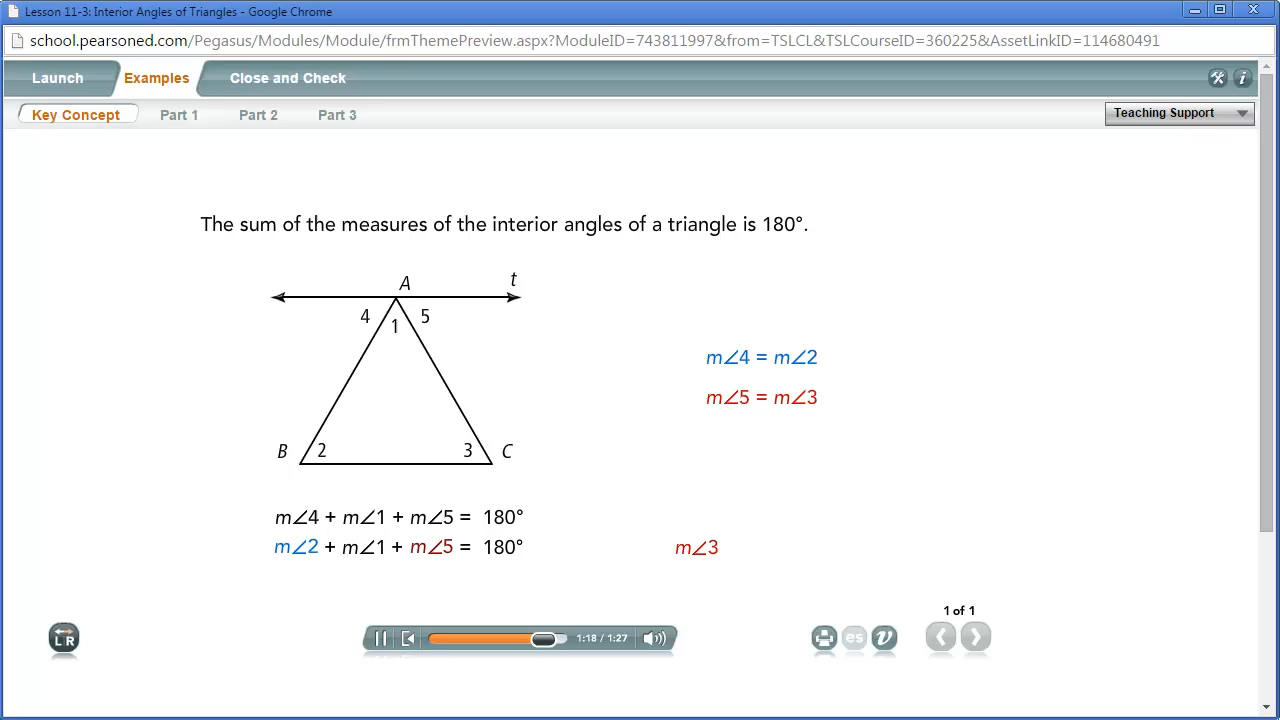 Lesson 11-3: Interior Angles of Triangles - Google Chrome
school.pearsoned.com/Pegasus/Modules/Module/frmThemePreview.aspx?ModuleID=743811997&from=TSLCL&TSLCourseID=360225&AssetLinkID=114680491
Launch Examples Close and Check
Key Concept Part 1 Part 2 Part 3 Teaching Support
The sum of the measures of the interior angles of a triangle is 180°.
A t
4 1 5
m∠4 = m∠2
m∠5 = m∠3
B 2 3 C
m∠4 + m∠1 + m∠5 = 180°
m∠2 + m∠1 + m∠5 = 180° m∠3
1 of 1
L R 1:18 / 1:27 es v